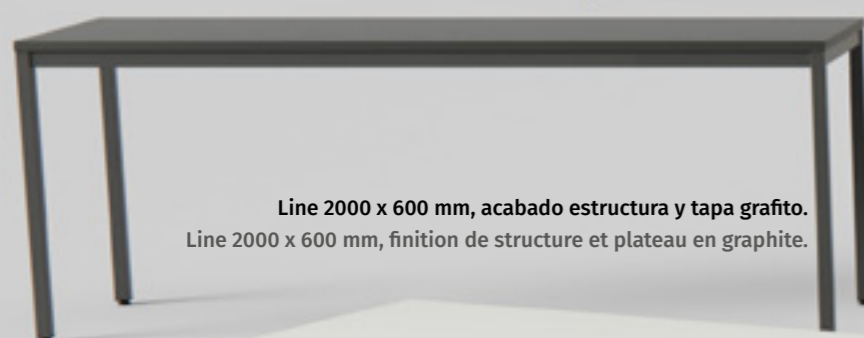 Line 2000 x 600 mm, acabado estructura y tapa grafito.
Line 2000 x 600 mm, finition de structure et plateau en graphite.